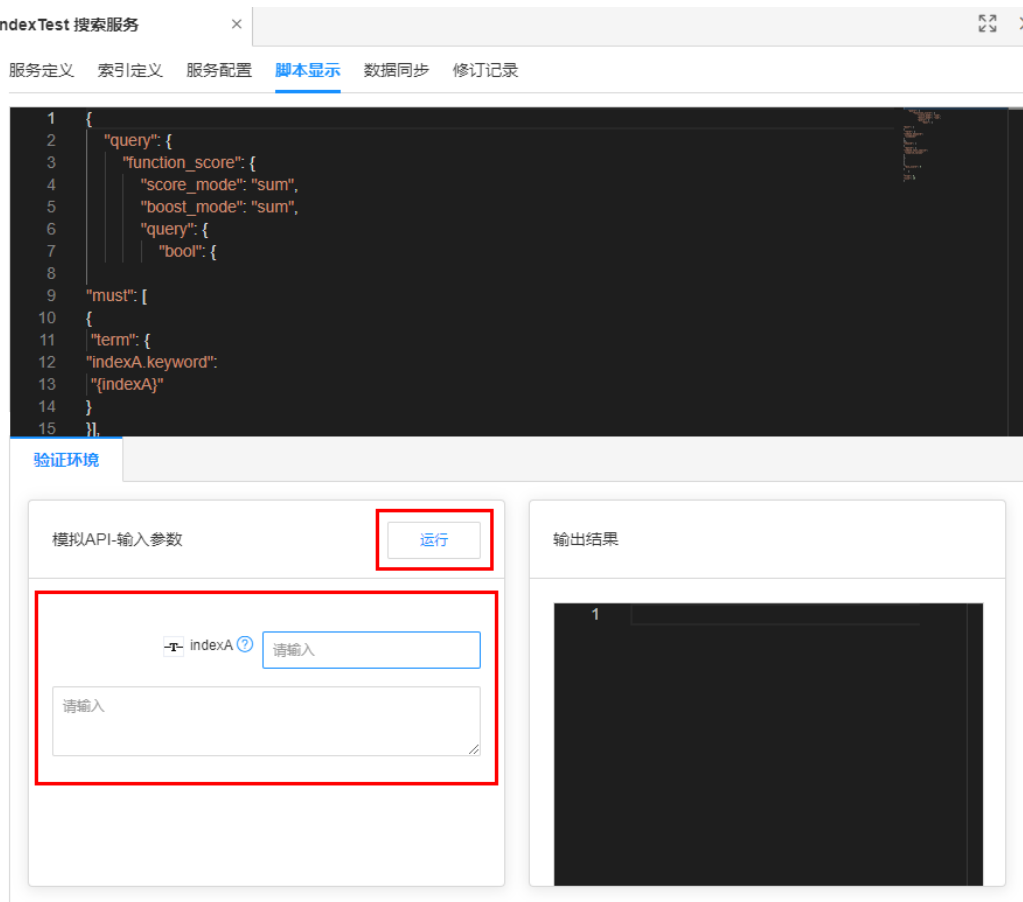 ndexTest 搜索服务 ×
服务定义 索引定义 服务配置 脚本显示 数据同步 修订记录
1 {
2 "query": {
3 "function_score": {
4 "score_mode": "sum",
5 "boost_mode": "sum",
6 "query": {
7 "bool": {
8
9 "must": [
10 {
11 "term": {
12 "indexA.keyword":
13 "{indexA}"
14 }
15 }],
验证环境
模拟API-输入参数 运行 输出结果
1
-T- indexA ? 请输入
请输入